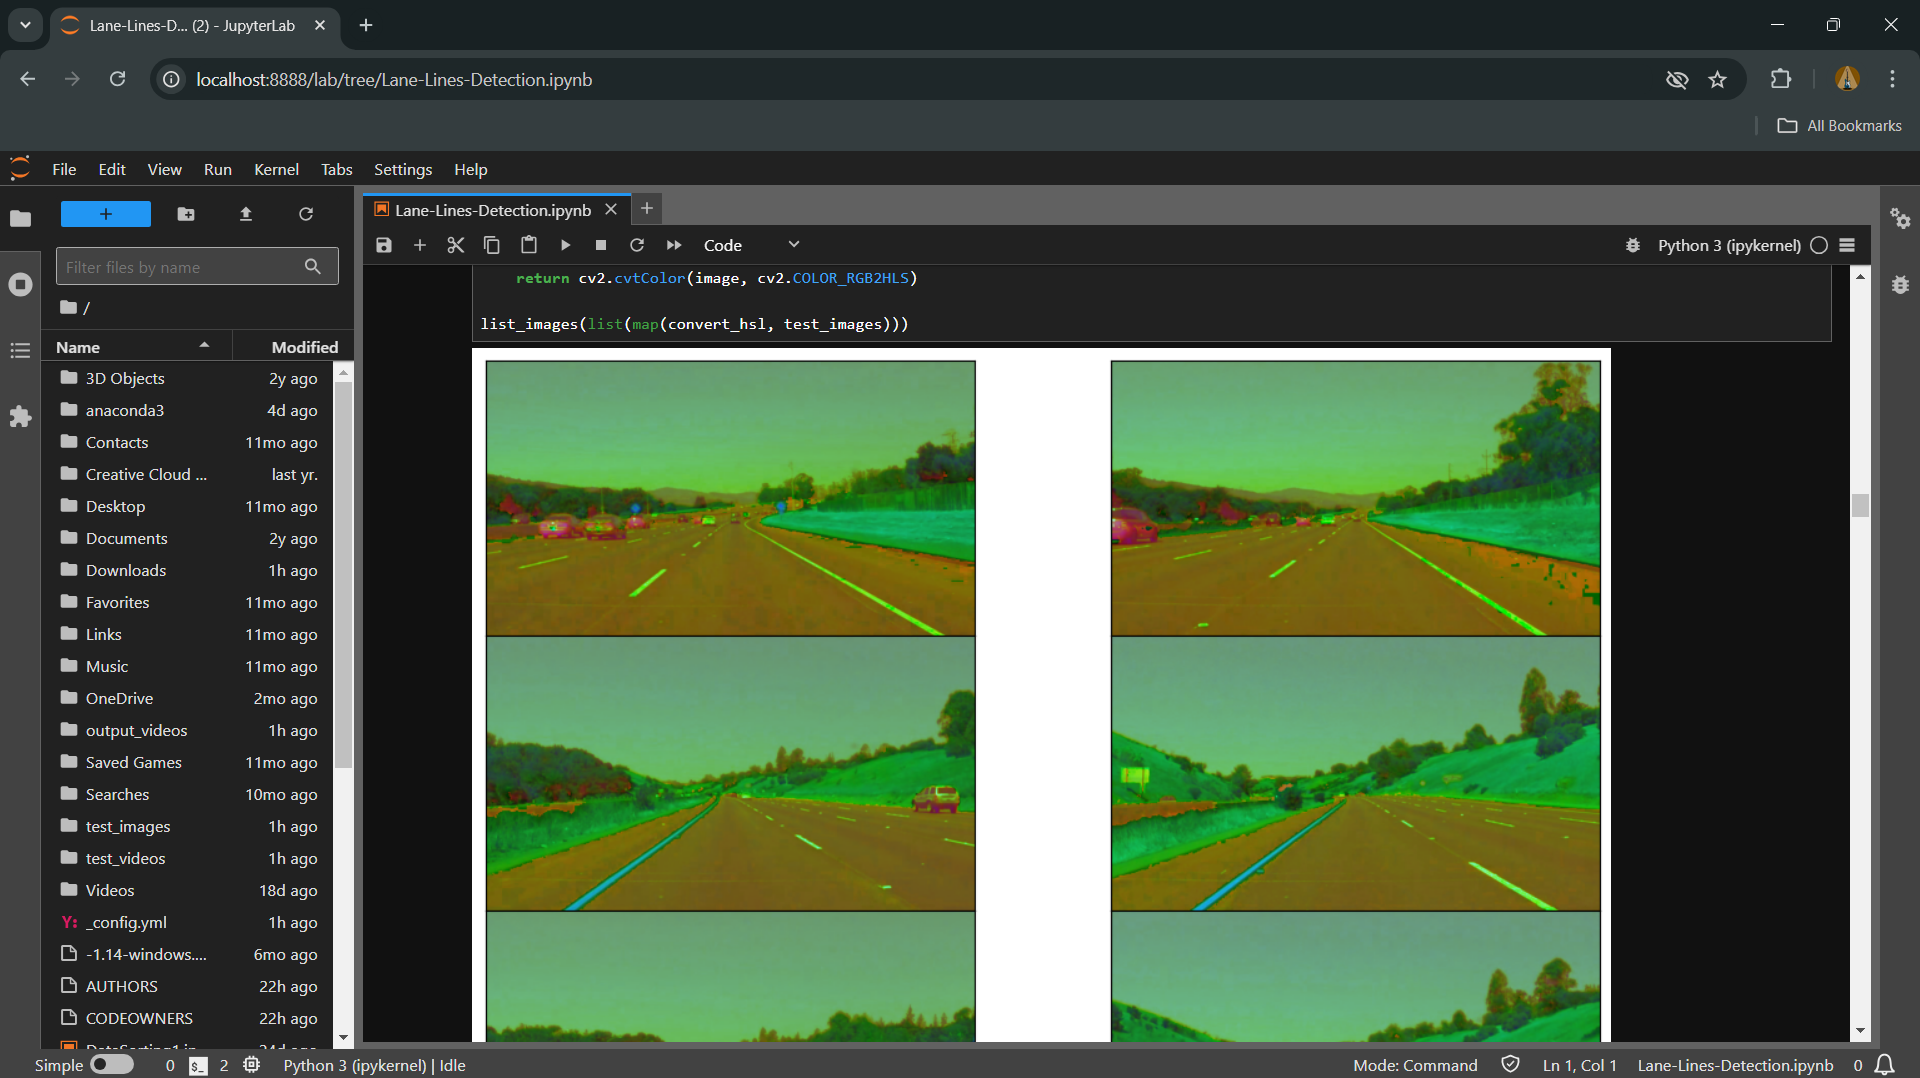 Lane-Lines-D... (2) - JupyterLab
localhost:8888/lab/tree/Lane-Lines-Detection.ipynb
All Bookmarks
File Edit View Run Kernel Tabs Settings Help
Filter files by name
/
Name Modified
3D Objects 2y ago
anaconda3 4d ago
Contacts 11mo ago
Creative Cloud ... last yr.
Desktop 11mo ago
Documents 2y ago
Downloads 1h ago
Favorites 11mo ago
Links 11mo ago
Music 11mo ago
OneDrive 2mo ago
output_videos 1h ago
Saved Games 11mo ago
Searches 10mo ago
test_images 1h ago
test_videos 1h ago
Videos 18d ago
Y: _config.yml 1h ago
-1.14-windows.... 6mo ago
AUTHORS 22h ago
CODEOWNERS 22h ago
Lane-Lines-Detection.ipynb
Code
Python 3 (ipykernel)
return cv2.cvtColor(image, cv2.COLOR_RGB2HLS)
list_images(list(map(convert_hsl, test_images)))
Simple 0 $_ 2 Python 3 (ipykernel) | Idle Mode: Command Ln 1, Col 1 Lane-Lines-Detection.ipynb 0